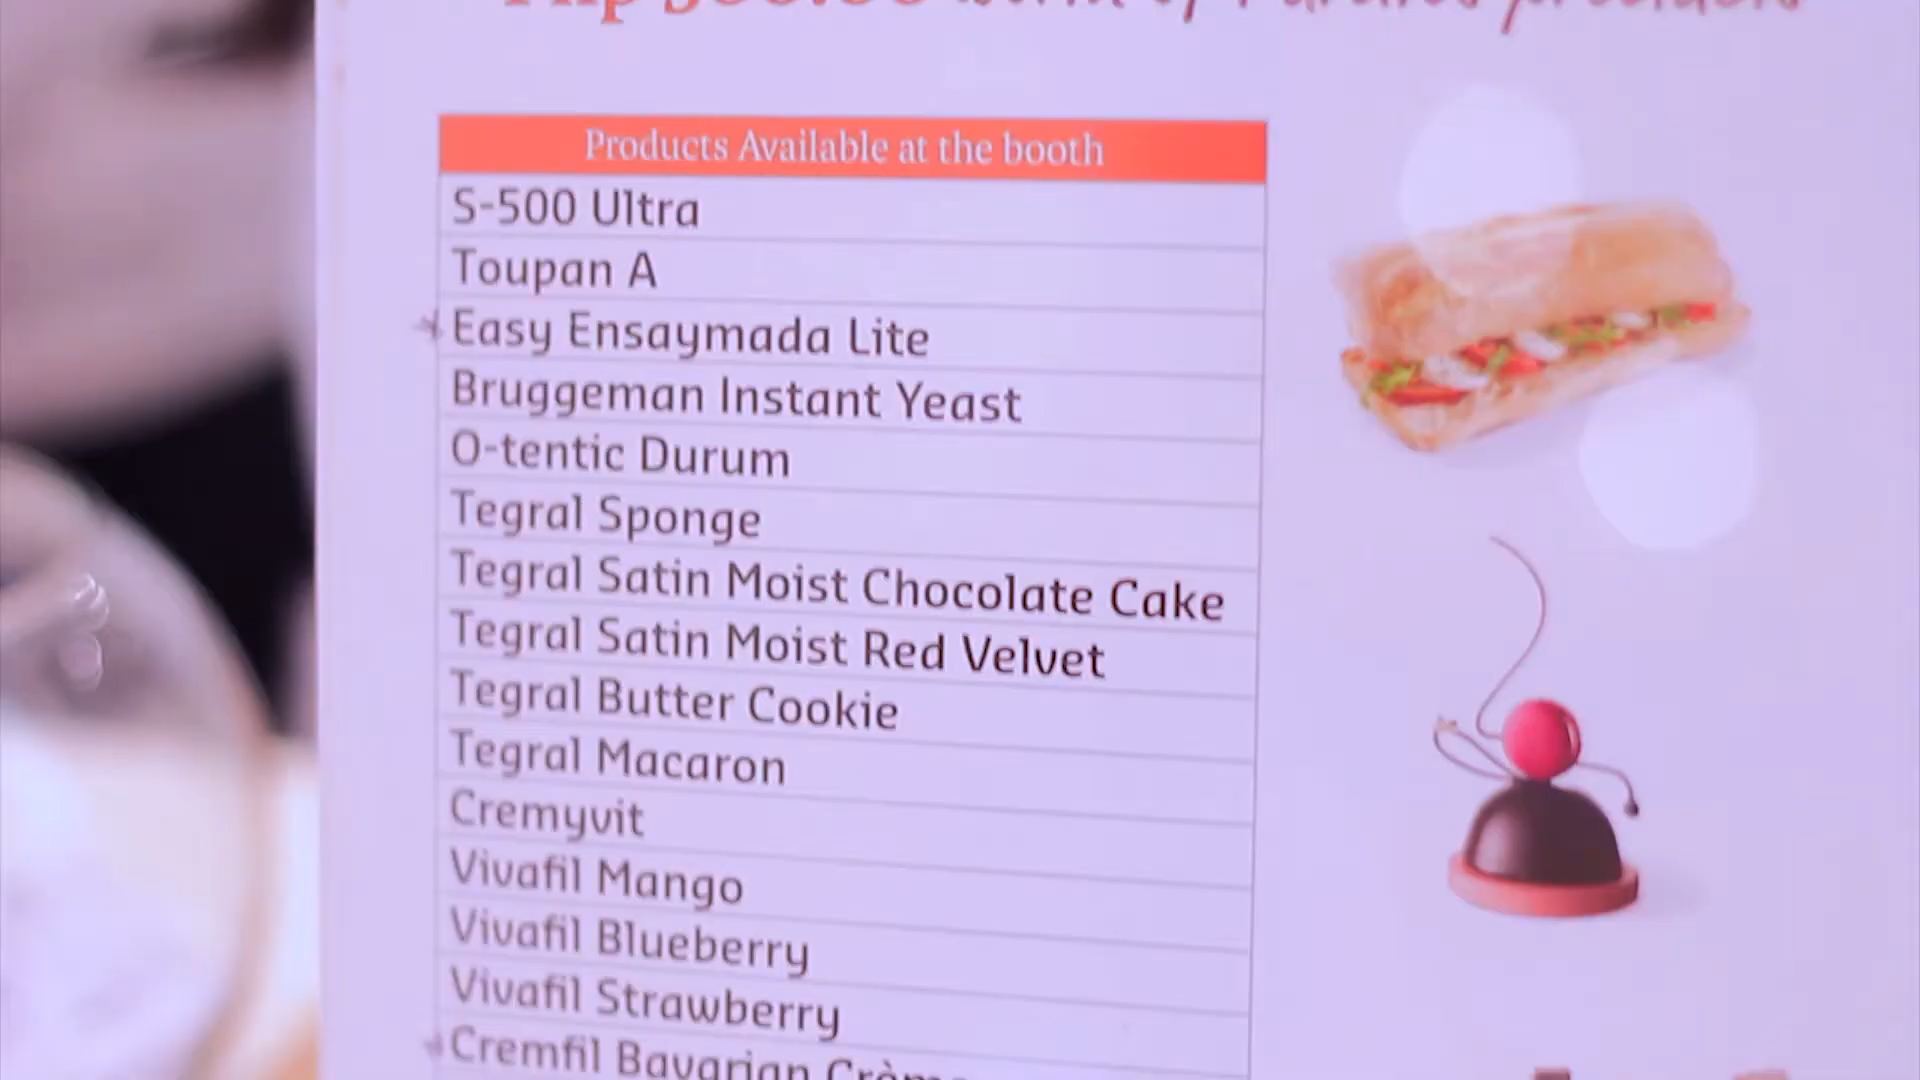 Products Available at the booth
S-500 Ultra
Toupan A
Easy Ensaymada Lite
Bruggeman Instant Yeast
O-tentic Durum
Tegral Sponge
Tegral Satin Moist Chocolate Cake
Tegral Satin Moist Red Velvet
Tegral Butter Cookie
Tegral Macaron
Cremyvit
Vivafil Mango
Vivafil Blueberry
Vivafil Strawberry
Cremfil Bavarian